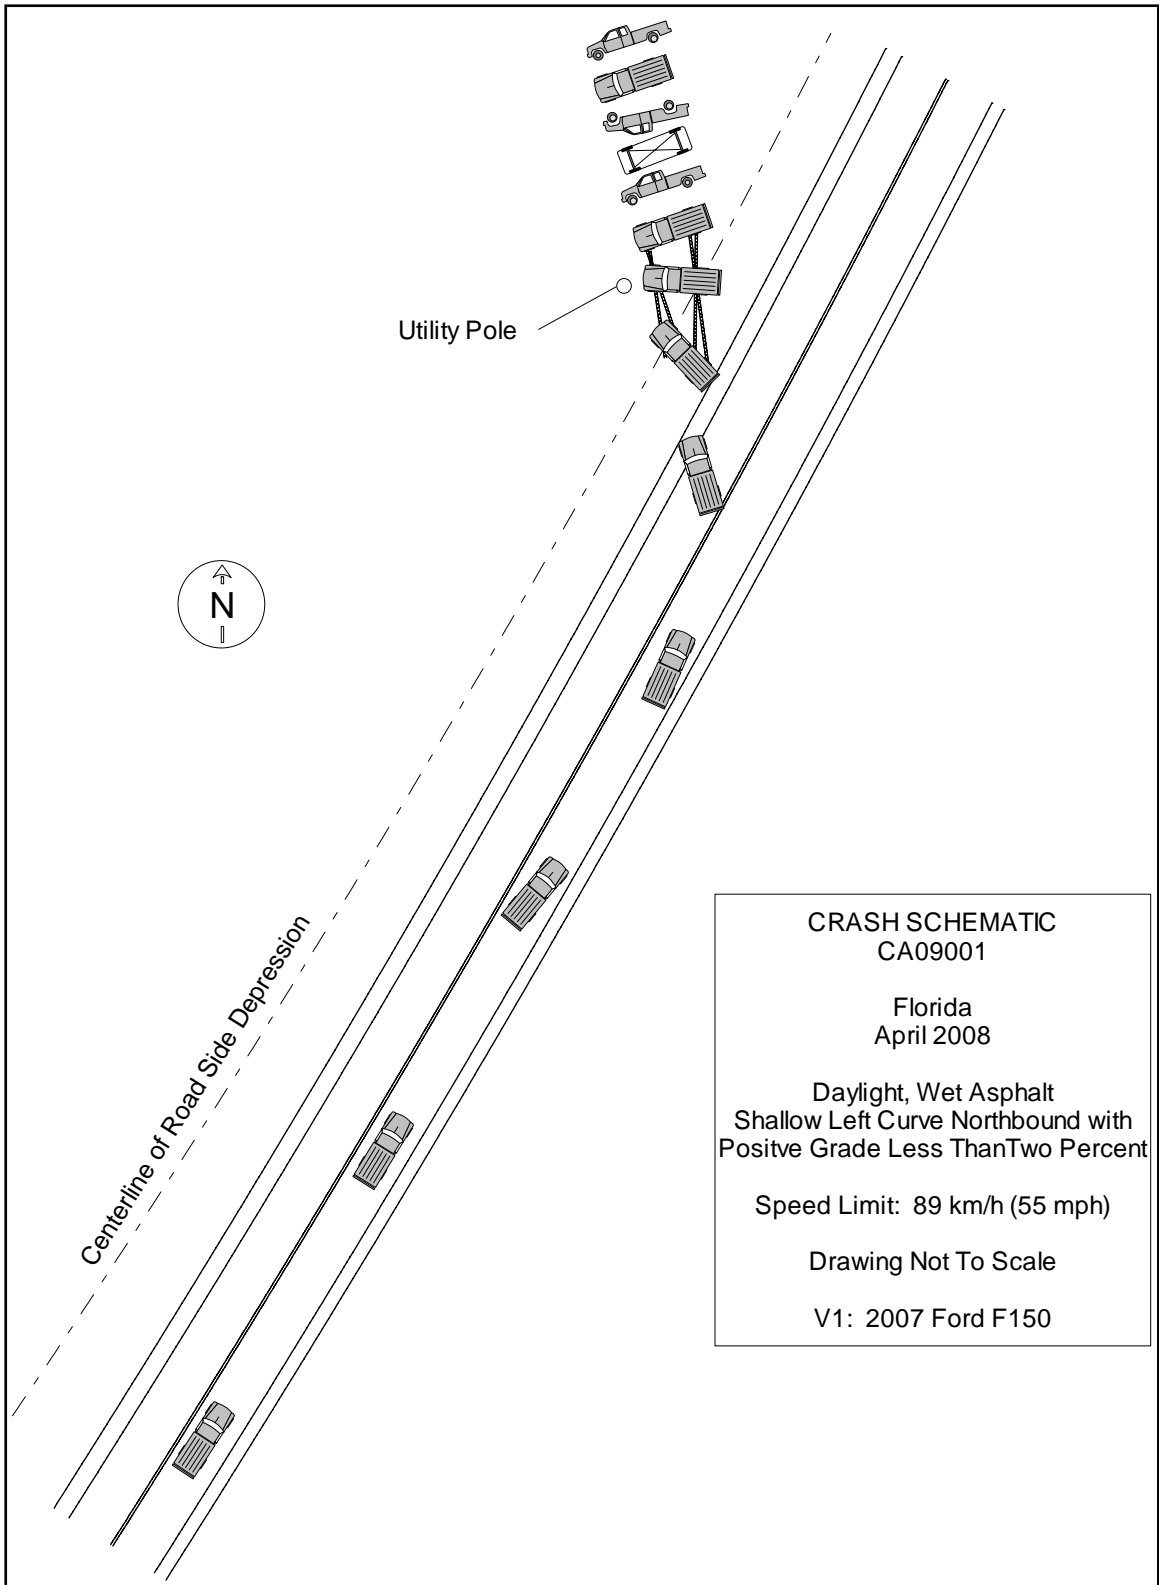 Utility Pole
N
Centerline of Road Side Depression
CRASH SCHEMATIC
CA09001
Florida
April 2008
Daylight, Wet Asphalt
Shallow Left Curve Northbound with
Positve Grade Less ThanTwo Percent
Speed Limit: 89 km/h (55 mph)
Drawing Not To Scale
V1: 2007 Ford F150